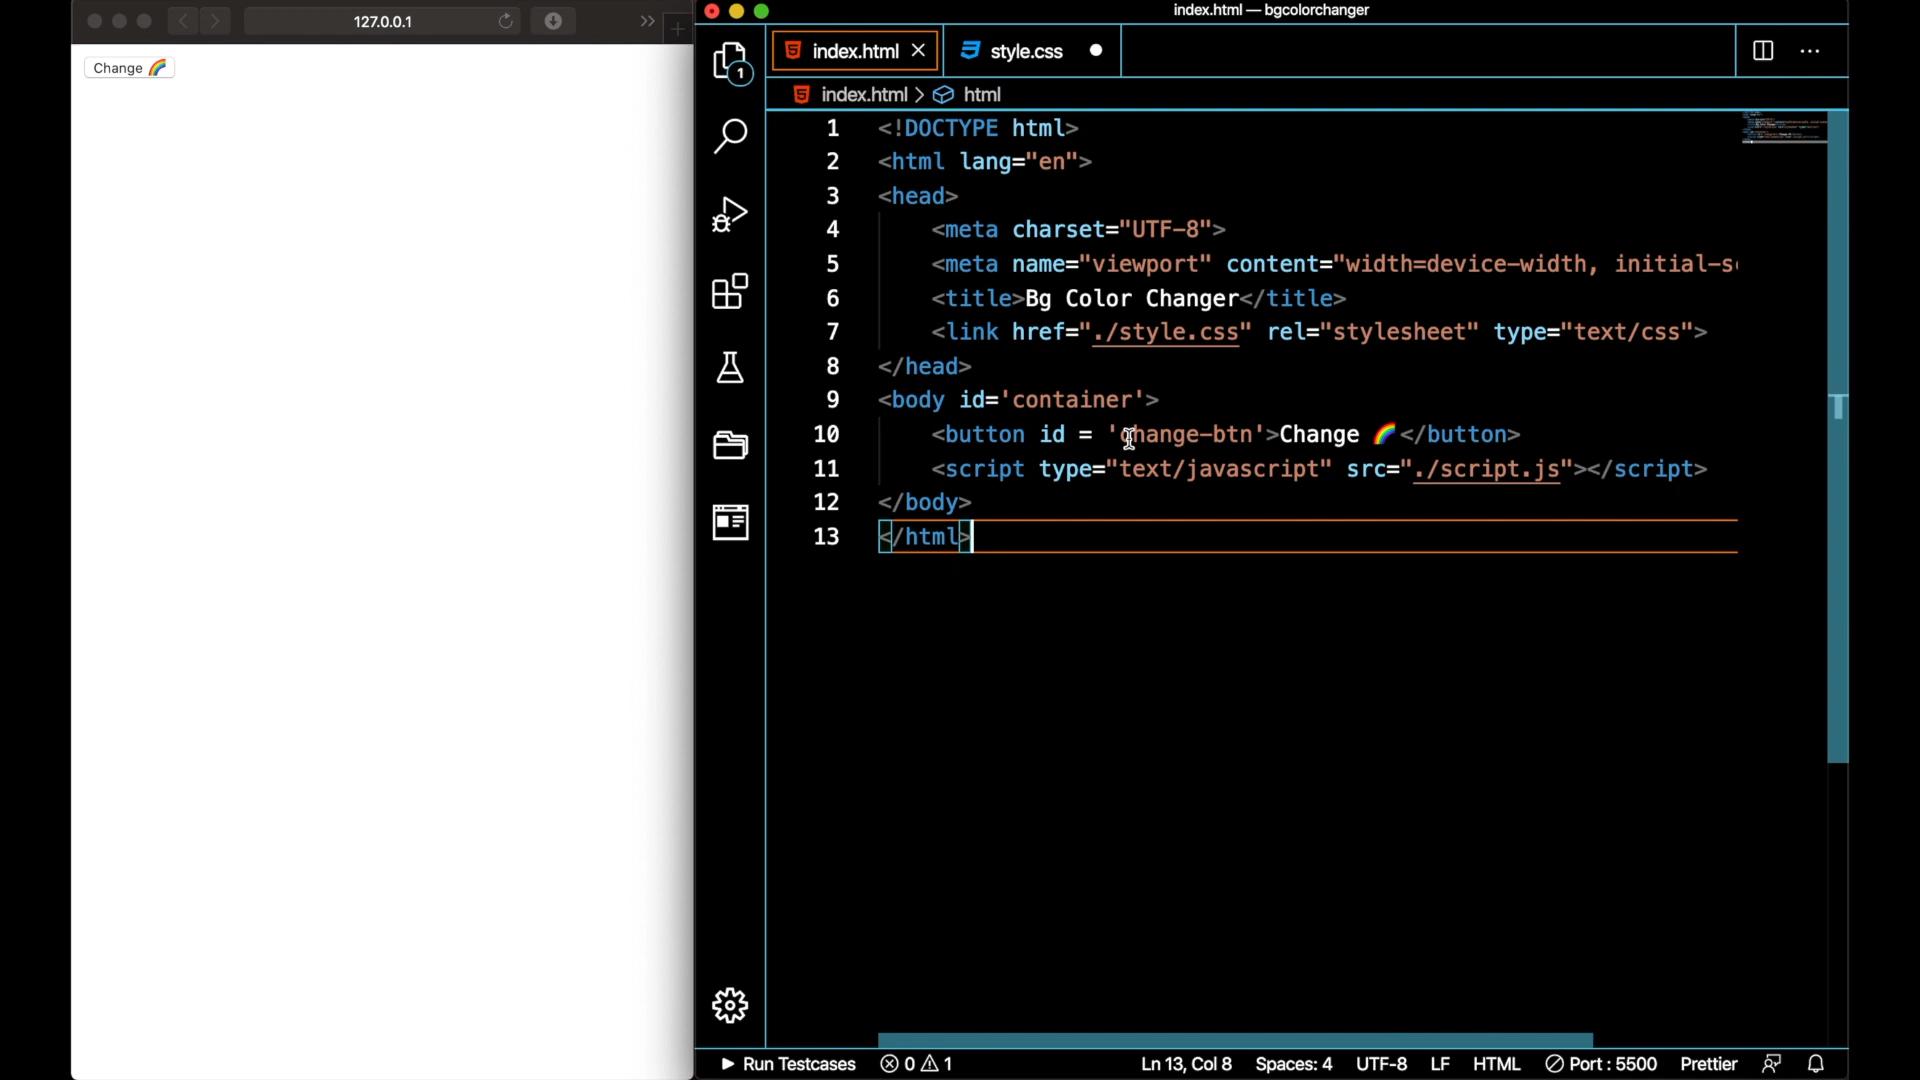 127.0.0.1
Change 🌈
index.html — bgcolorchanger
index.html
style.css
1
index.html > html
1 <!DOCTYPE html>
2 <html lang="en">
3 <head>
4 <meta charset="UTF-8">
5 <meta name="viewport" content="width=device-width, initial-s
6 <title>Bg Color Changer</title>
7 <link href="./style.css" rel="stylesheet" type="text/css">
8 </head>
9 <body id='container'>
10 <button id = 'change-btn'>Change 🌈</button>
11 <script type="text/javascript" src="./script.js"></script>
12 </body>
13 </html>
Run Testcases
0 1
Ln 13, Col 8
Spaces: 4
UTF-8
LF
HTML
Port : 5500
Prettier